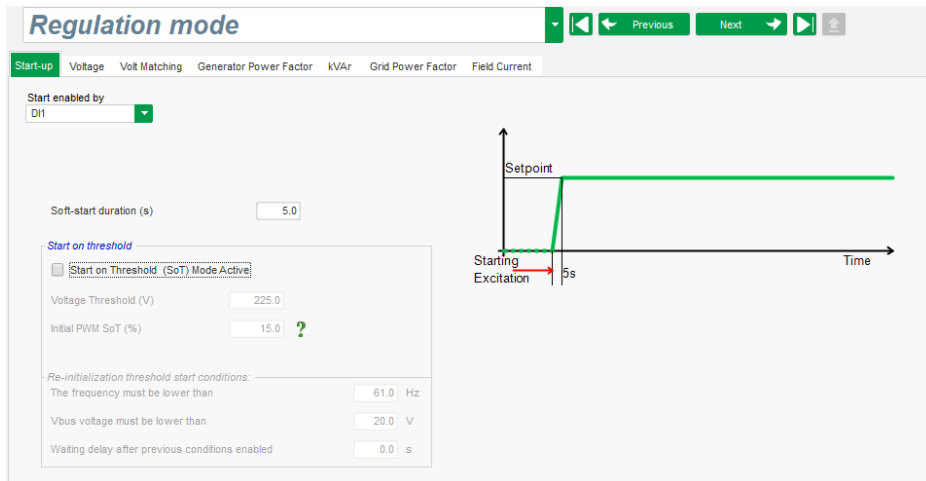 Regulation mode
Previous
Next
Start-up Voltage Volt Matching Generator Power Factor kVAr Grid Power Factor Field Current
Start enabled by
DI1
Soft-start duration (s) 5.0
Start on threshold
Start on Threshold (SoT) Mode Active
Voltage Threshold (V) 225.0
Initial PWM SoT (%) 15.0 ?
Re-initialization threshold start conditions:
The frequency must be lower than 61.0 Hz
Vbus voltage must be lower than 20.0 V
Waiting delay after previous conditions enabled 0.0 s
Setpoint
Starting
Excitation
5s
Time